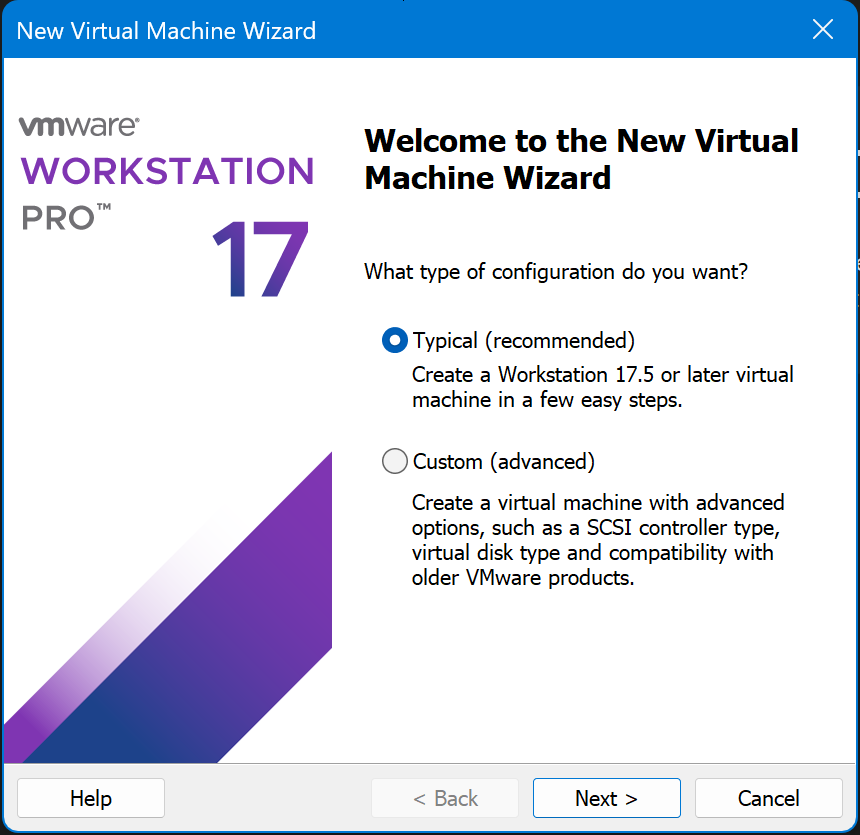 New Virtual Machine Wizard
vmware®
WORKSTATION
PRO™
17
Welcome to the New Virtual
Machine Wizard
What type of configuration do you want?
Typical (recommended)
Create a Workstation 17.5 or later virtual
machine in a few easy steps.
Custom (advanced)
Create a virtual machine with advanced
options, such as a SCSI controller type,
virtual disk type and compatibility with
older VMware products.
Help
< Back
Next >
Cancel